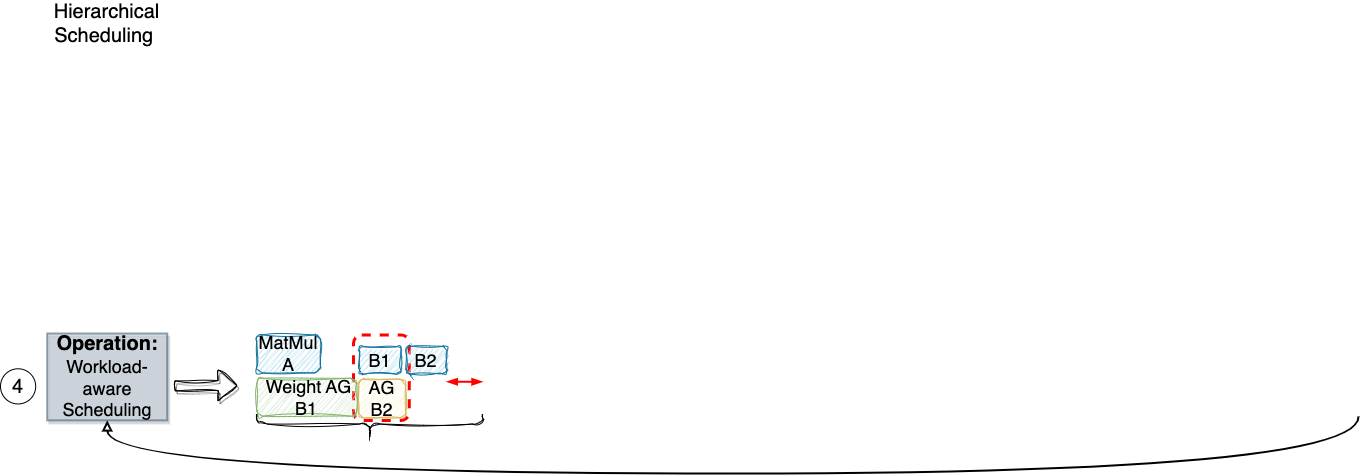 Hierarchical
Scheduling
4
Operation:
Workload-
aware
Scheduling
MatMul
A
B1
B2
Weight AG
B1
AG
B2